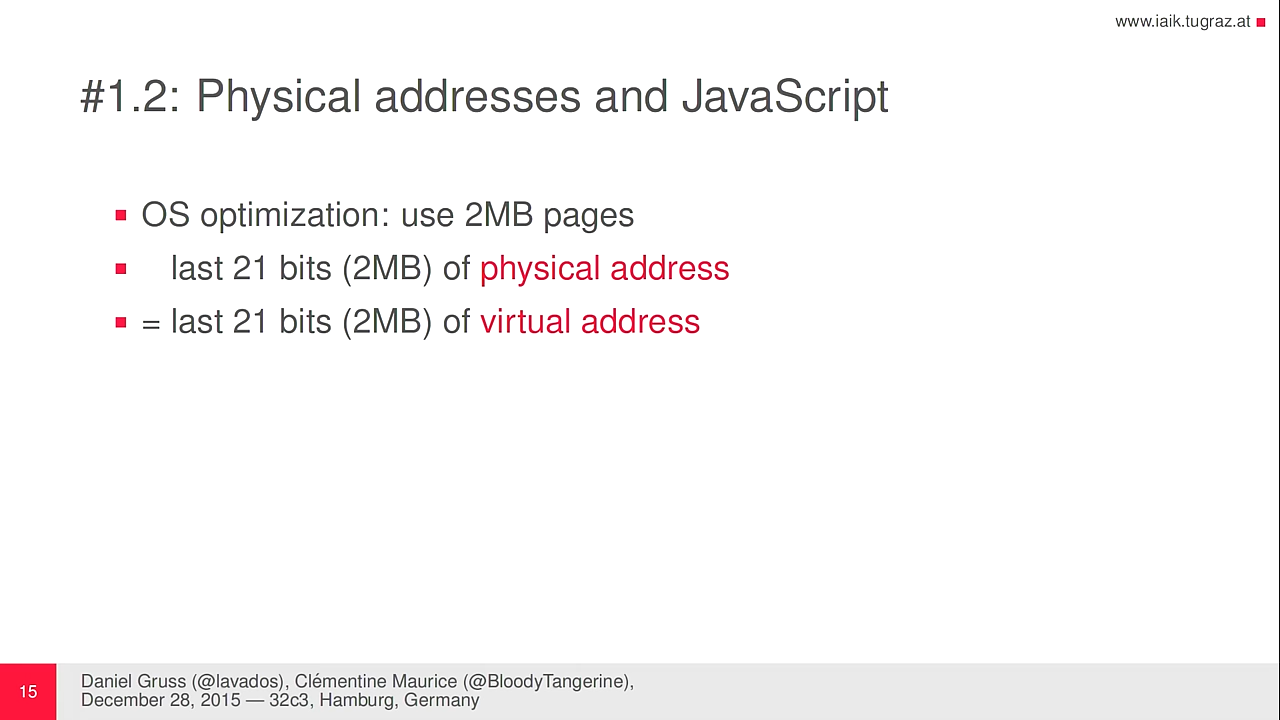 www.iaik.tugraz.at
#1.2: Physical addresses and JavaScript
OS optimization: use 2MB pages
last 21 bits (2MB) of physical address
= last 21 bits (2MB) of virtual address
15
Daniel Gruss (@lavados), Clémentine Maurice (@BloodyTangerine),
December 28, 2015 — 32c3, Hamburg, Germany